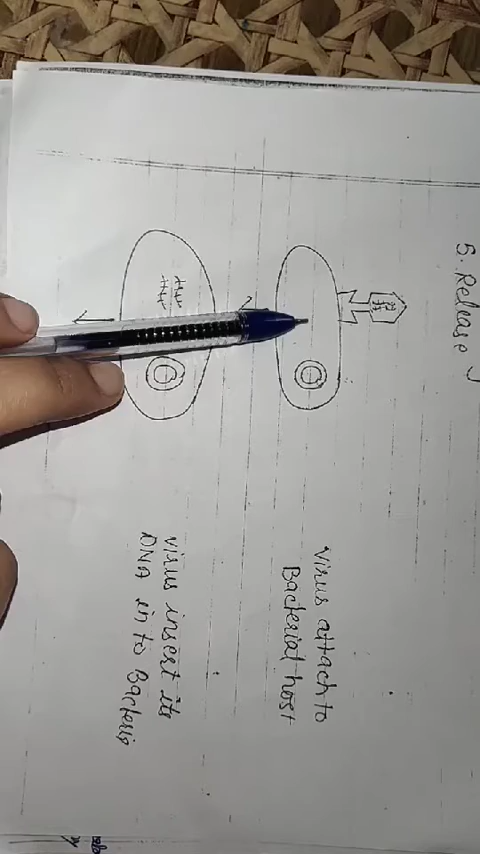 5. Release
Virus attach to
Bacterial host
Virus insert its
DNA in to Bacteria